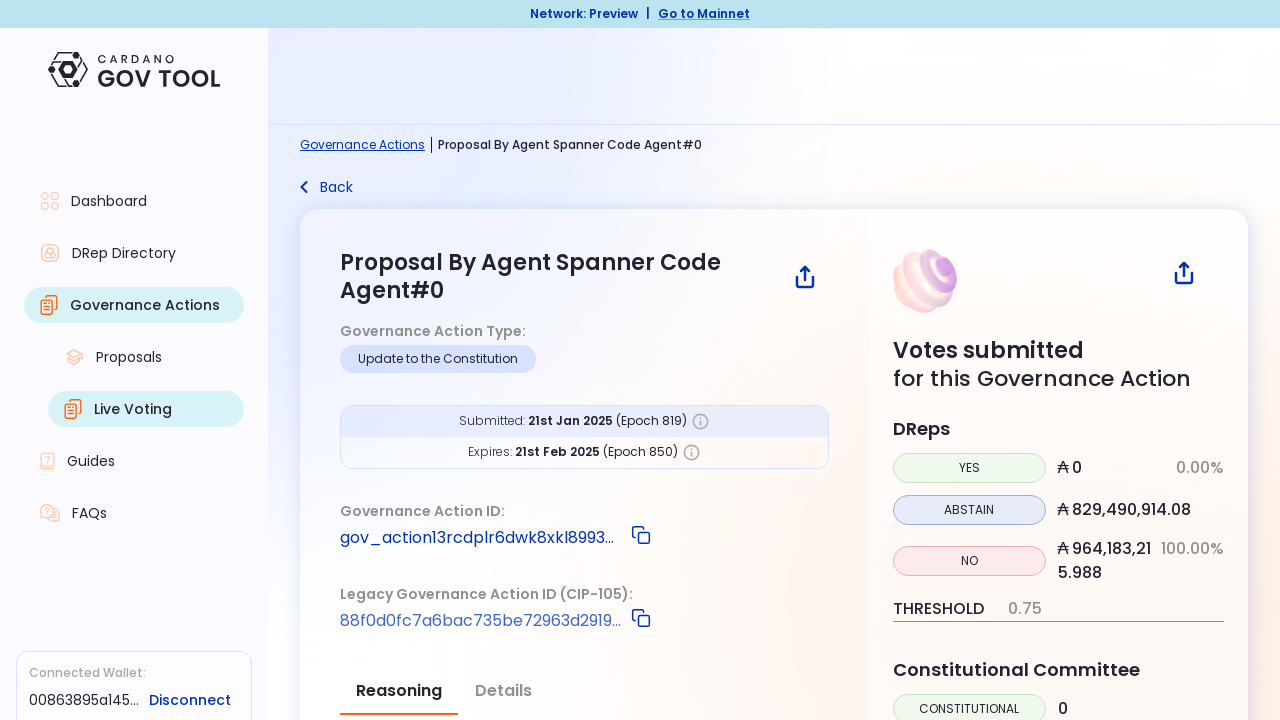 Network: Preview | Go to Mainnet
CARDANO
GOV TOOL
Dashboard
DRep Directory
Governance Actions
Proposals
Live Voting
Guides
FAQs
Connected Wallet:
00863895a145... Disconnect
Governance Actions | Proposal By Agent Spanner Code Agent#0
Back
Proposal By Agent Spanner Code
Agent#0
Governance Action Type:
Update to the Constitution
Submitted: 21st Jan 2025 (Epoch 819)
Expires: 21st Feb 2025 (Epoch 850)
Governance Action ID:
gov_action13rcdplr6dwk8xkl8993...
Legacy Governance Action ID (CIP-105):
88f0d0fc7a6bac735be72963d2919...
Reasoning Details
Votes submitted
for this Governance Action
DReps
YES ₳ 0 0.00%
ABSTAIN ₳ 829,490,914.08
NO ₳ 964,183,21 100.00%
5.988
THRESHOLD 0.75
Constitutional Committee
CONSTITUTIONAL 0